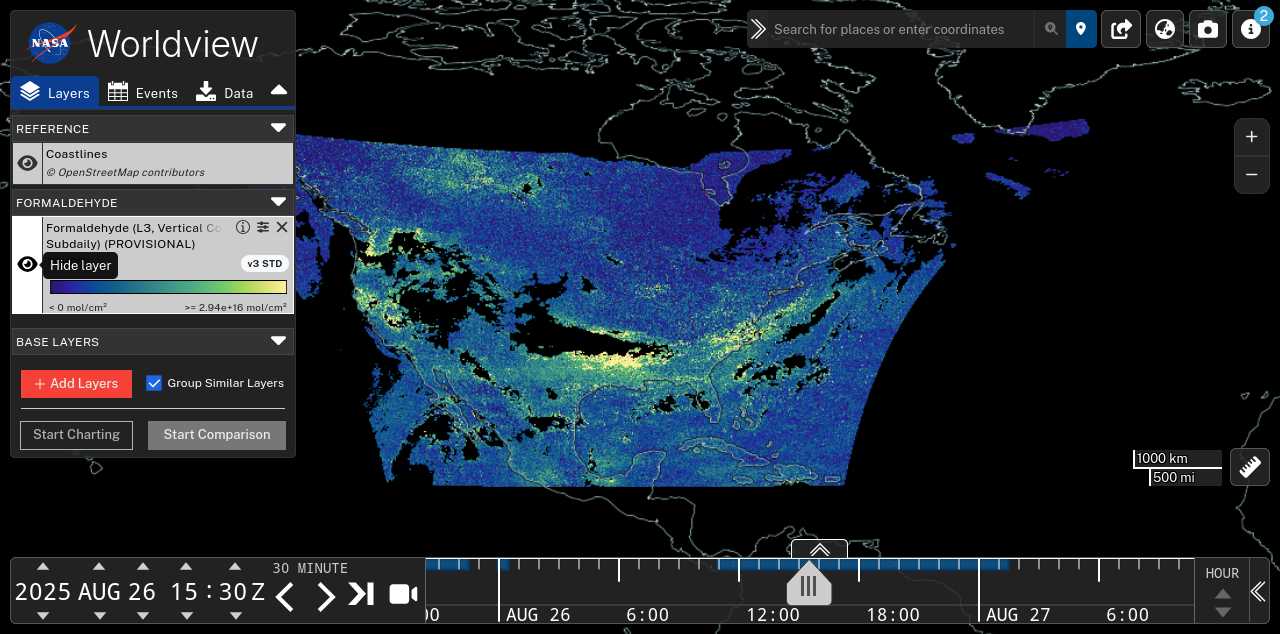 NASA Worldview
Search for places or enter coordinates
2
Layers
Events
Data
REFERENCE
Coastlines
© OpenStreetMap contributors
FORMALDEHYDE
Formaldehyde (L3, Vertical Co
Subdaily) (PROVISIONAL)
Hide layer
v3 STD
< 0 mol/cm²
>= 2.94e+16 mol/cm²
BASE LAYERS
+ Add Layers
Group Similar Layers
Start Charting
Start Comparison
+
−
1000 km
500 mi
2025 AUG 26 15 : 30 Z
30 MINUTE
00 AUG 26 6:00 12:00 18:00 AUG 27 6:00
HOUR